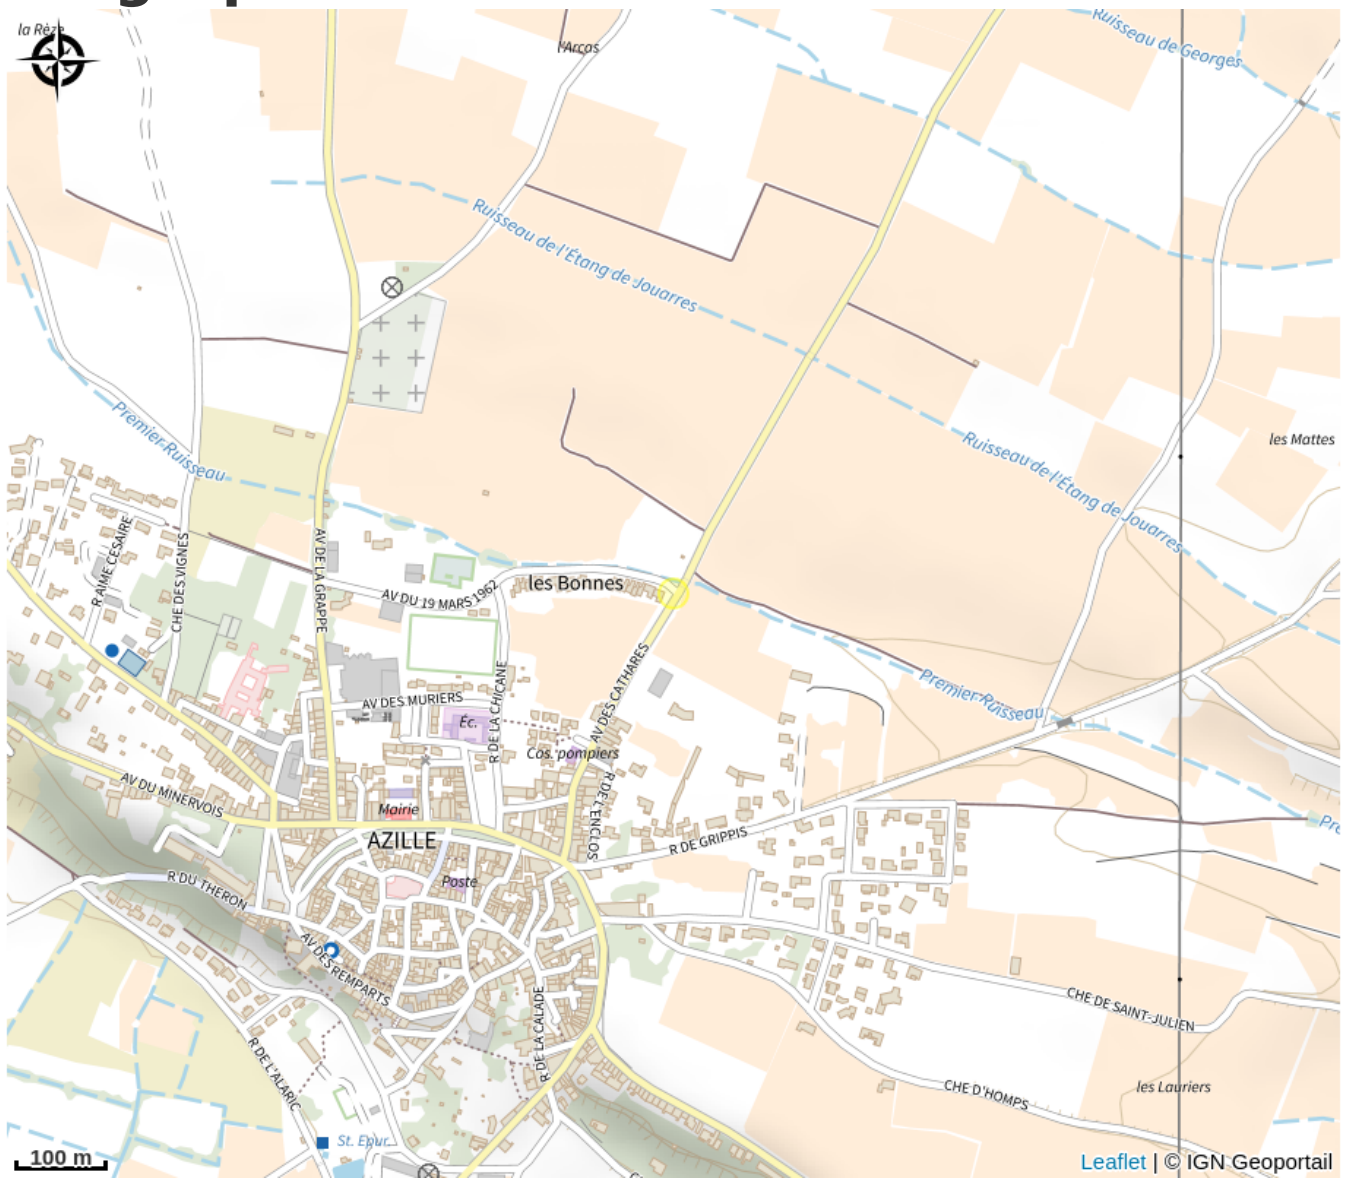 la Rèze
l'Arcas
Ruisseau de Georges
Ruisseau de l'Étang de Jouarres
les Mattes
Premier Ruisseau
Ruisseau de l'Étang de Jouarres
R AIME CESAIRE
CHE DES VIGNES
AV DE LA GRAPPE
AV DU 19 MARS 1962
les Bonnes
AV DES CATHARES
Premier Ruisseau
AV DES MURIERS
Éc.
R DE LA CHICANE
Cas. pompiers
AV DU MINERVOIS
Mairie
R DE L'ENCLOS
AZILLE
R DE GRIPPIS
Poste
R DU THERON
AV DES REMPARTS
R DE LA CALADE
CHE DE SAINT-JULIEN
R DE L'ALARIC
CHE D'HOMPS
les Lauriers
St. Epur.
100 m
Leaflet | © IGN Geoportail